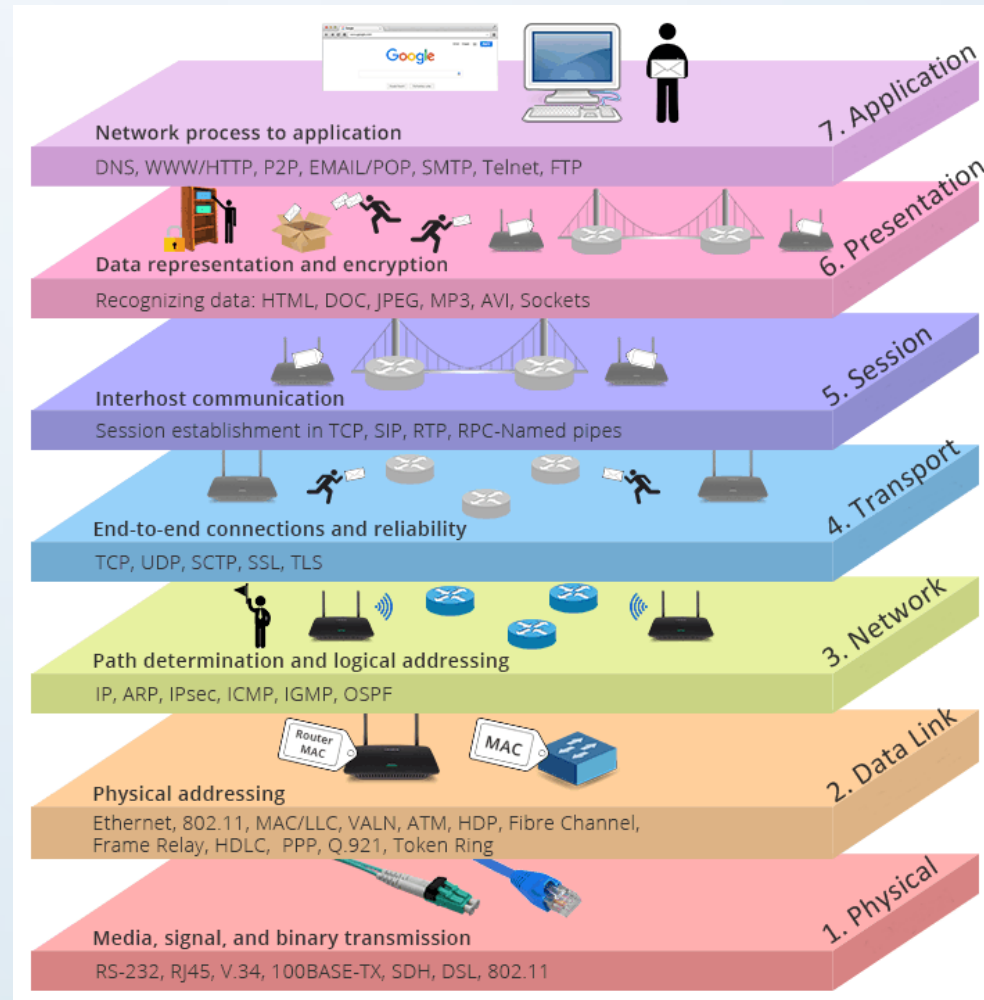 Google
Network process to application
DNS, WWW/HTTP, P2P, EMAIL/POP, SMTP, Telnet, FTP
7. Application
Data representation and encryption
Recognizing data: HTML, DOC, JPEG, MP3, AVI, Sockets
6. Presentation
Interhost communication
Session establishment in TCP, SIP, RTP, RPC-Named pipes
5. Session
End-to-end connections and reliability
TCP, UDP, SCTP, SSL, TLS
4. Transport
Path determination and logical addressing
IP, ARP, IPsec, ICMP, IGMP, OSPF
3. Network
Router
MAC
MAC
Physical addressing
Ethernet, 802.11, MAC/LLC, VALN, ATM, HDP, Fibre Channel,
Frame Relay, HDLC, PPP, Q.921, Token Ring
2. Data Link
Media, signal, and binary transmission
RS-232, RJ45, V.34, 100BASE-TX, SDH, DSL, 802.11
1. Physical